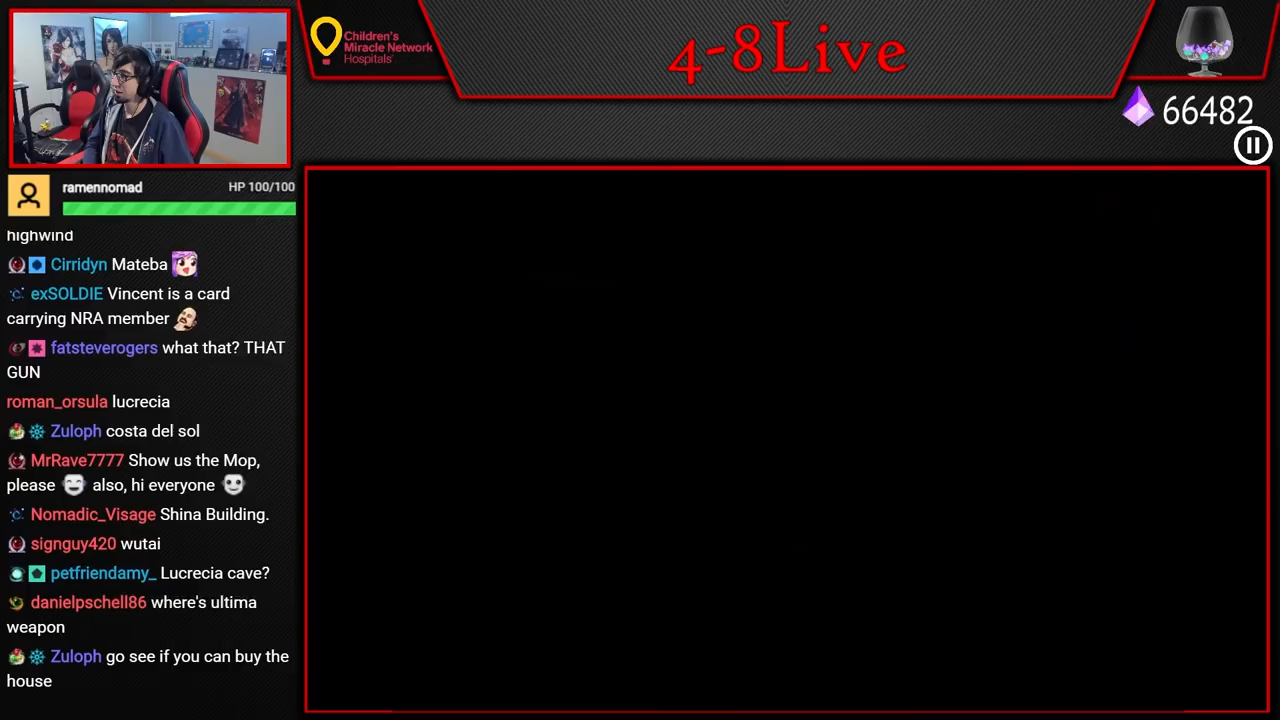 Children's
Miracle Network
Hospitals
4-8Live
66482
ramennomad HP 100/100
highwind
Cirridyn Mateba
exSOLDIE Vincent is a card
carrying NRA member
fatsteverogers what that? THAT
GUN
roman_orsula lucrecia
Zuloph costa del sol
MrRave7777 Show us the Mop,
please also, hi everyone
Nomadic_Visage Shina Building.
signguy420 wutai
petfriendamy_ Lucrecia cave?
danielpschell86 where's ultima
weapon
Zuloph go see if you can buy the
house